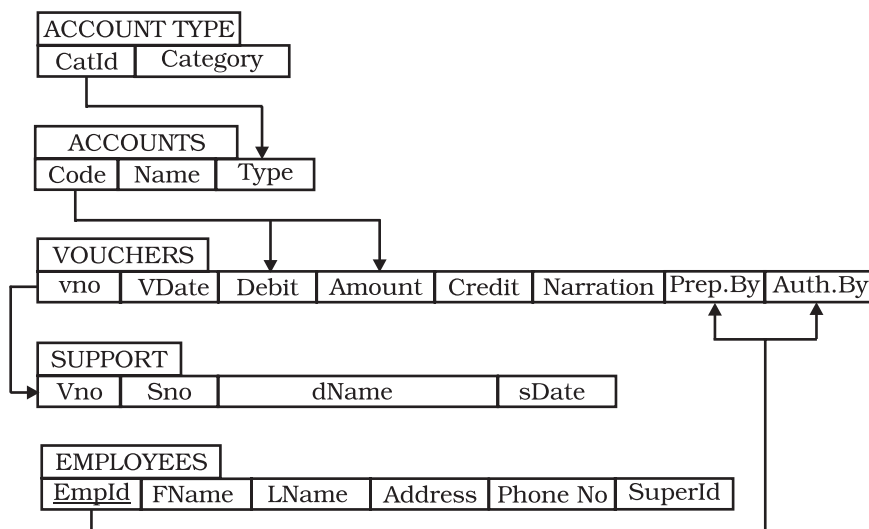 ACCOUNT TYPE
CatId Category
ACCOUNTS
Code Name Type
VOUCHERS
vno VDate Debit Amount Credit Narration Prep.By Auth.By
SUPPORT
Vno Sno dName sDate
EMPLOYEES
EmpId FName LName Address Phone No SuperId